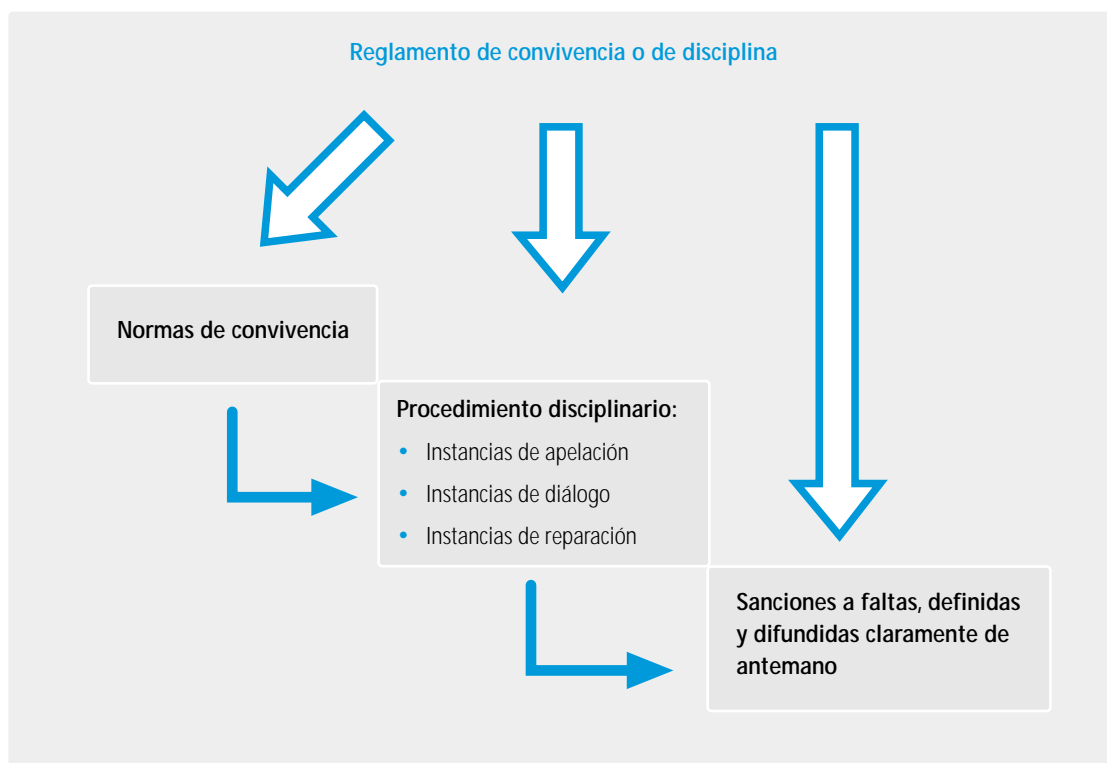 Reglamento de convivencia o de disciplina
Normas de convivencia
Procedimiento disciplinario:
• Instancias de apelación
• Instancias de diálogo
• Instancias de reparación
Sanciones a faltas, definidas
y difundidas claramente de
antemano